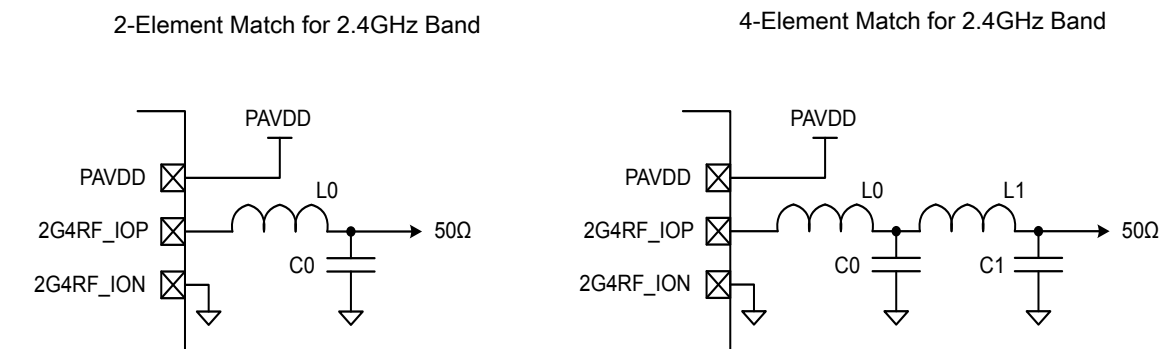 2-Element Match for 2.4GHz Band
PAVDD
PAVDD
L0
2G4RF_IOP
50Ω
C0
2G4RF_ION
4-Element Match for 2.4GHz Band
PAVDD
PAVDD
L0
L1
2G4RF_IOP
50Ω
C0
C1
2G4RF_ION